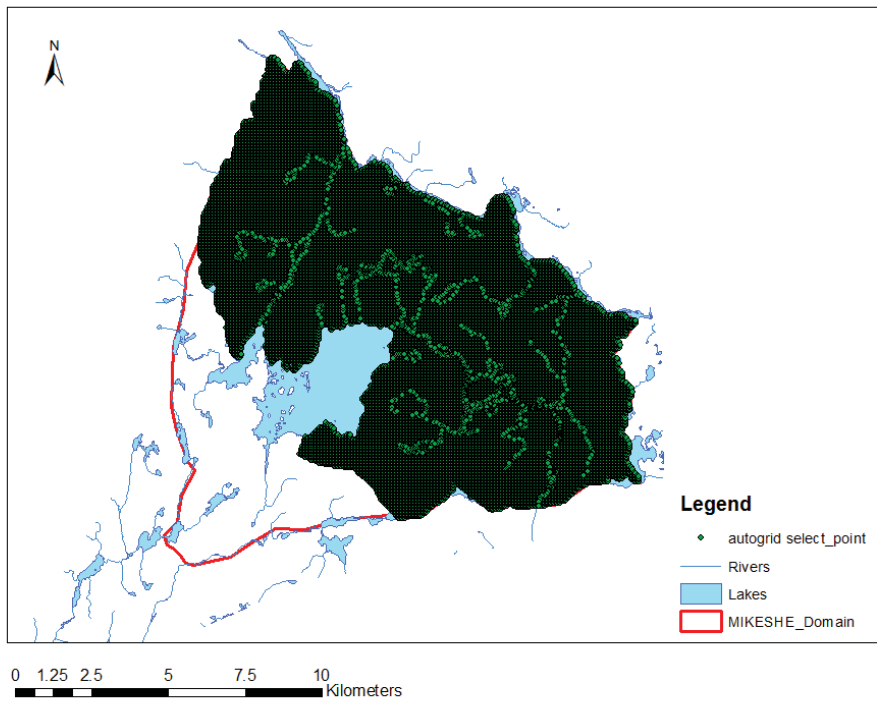 N
Legend
autogrid select_point
Rivers
Lakes
MIKESHE_Domain
0 1.25 2.5 5 7.5 10
Kilometers